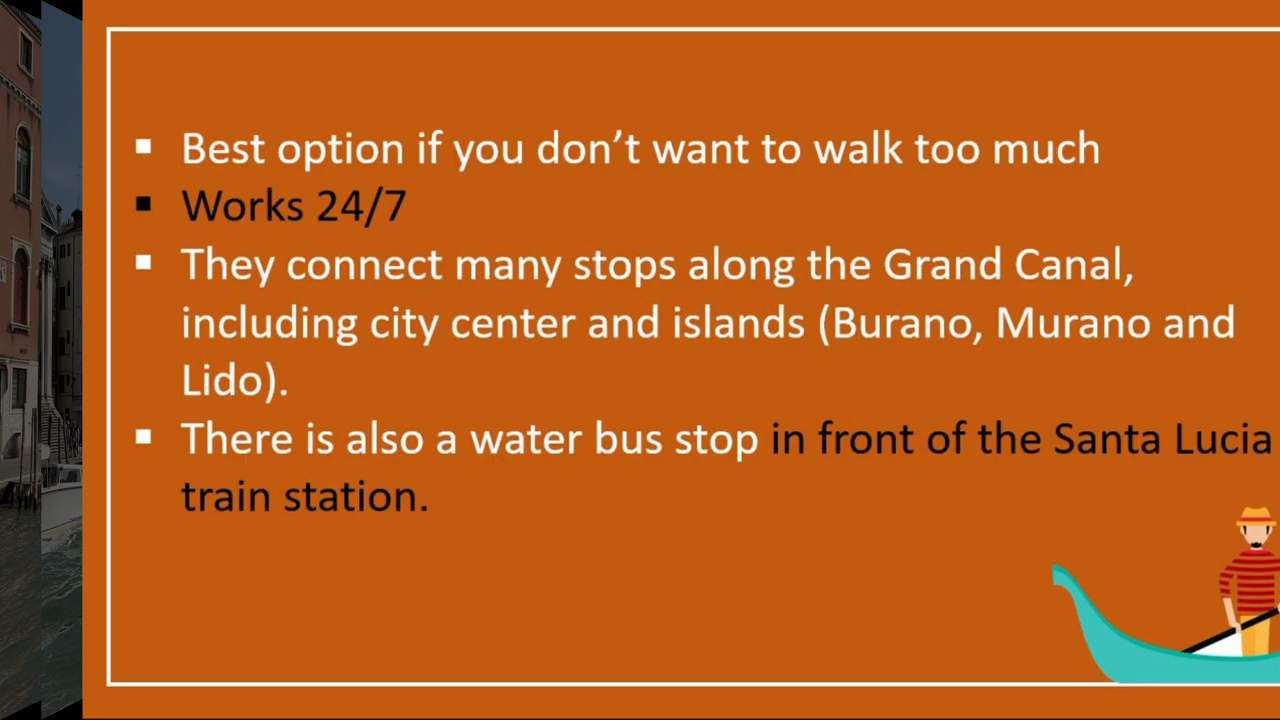 ▪ Best option if you don’t want to walk too much
▪ Works 24/7
▪ They connect many stops along the Grand Canal,
including city center and islands (Burano, Murano and
Lido).
▪ There is also a water bus stop in front of the Santa Lucia
train station.